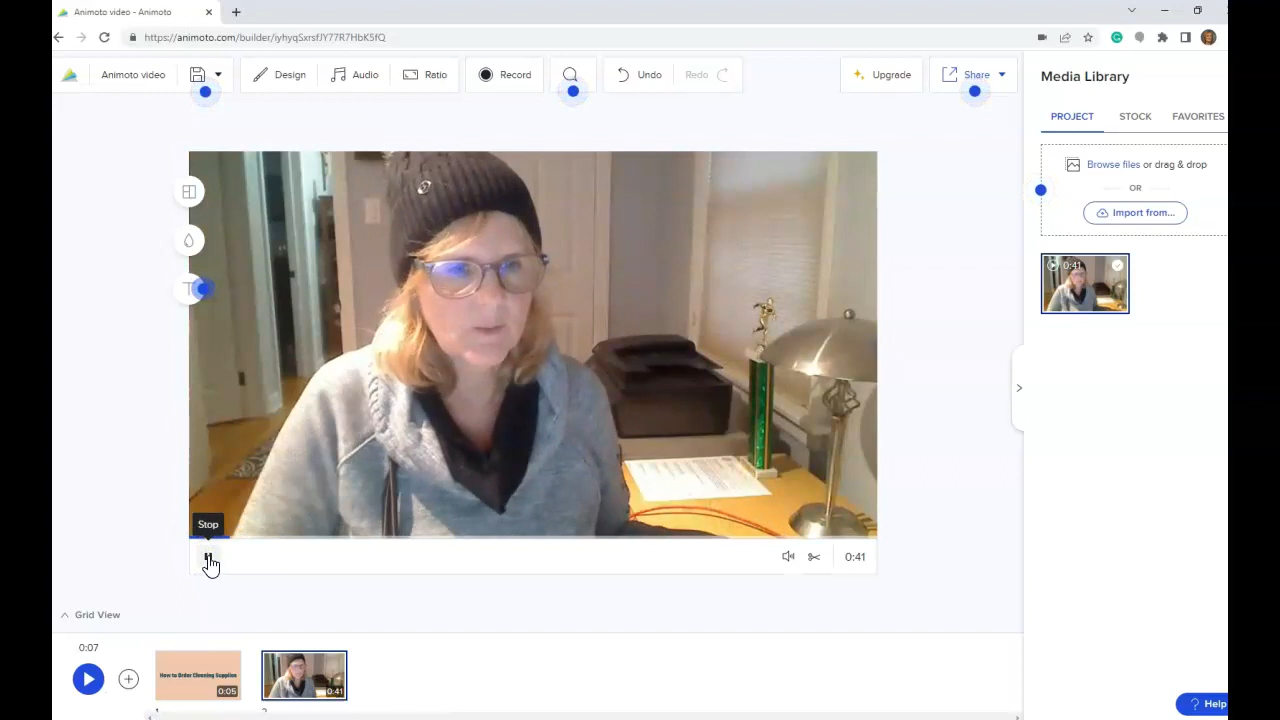 Animoto video - Animoto
https://animoto.com/builder/iyhyqSxrsfJY77R7HbK5fQ
Animoto video
Design
Audio
Ratio
Record
Undo
Redo
Upgrade
Share
Media Library
PROJECT
STOCK
FAVORITES
Browse files or drag & drop
OR
Import from...
0:41
T
Stop
0:41
Grid View
0:07
How to Order Cleaning Supplies
0:05
0:41
1
2
? Help